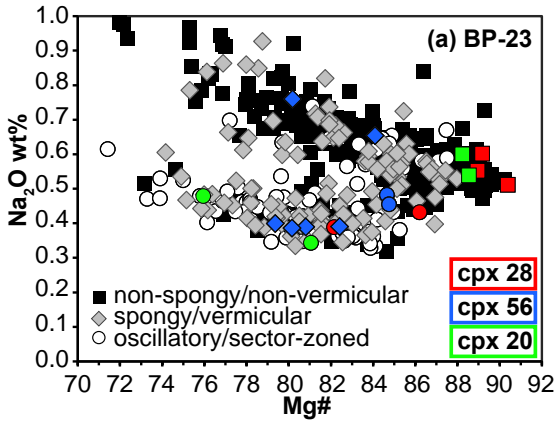 (a) BP-23
Na2O wt%
1.0
0.9
0.8
0.7
0.6
0.5
0.4
0.3
0.2
0.1
0.0
non-spongy/non-vermicular
spongy/vermicular
oscillatory/sector-zoned
cpx 28
cpx 56
cpx 20
70 72 74 76 78 80 82 84 86 88 90 92
Mg#